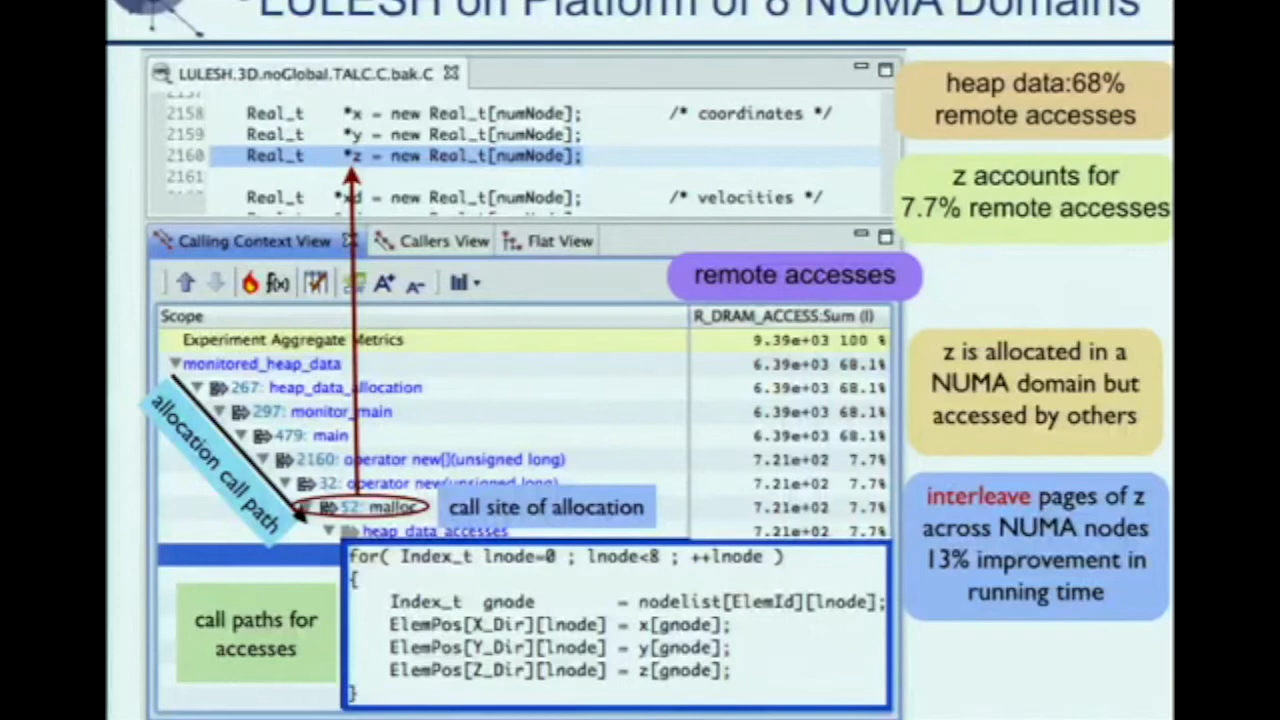 LULESH on Platform of 8 NUMA Domains
LULESH.3D.noGlobal.TALC.C.bak.C
2157
2158 Real_t *x = new Real_t[numNode]; /* coordinates */
2159 Real_t *y = new Real_t[numNode];
2160 Real_t *z = new Real_t[numNode];
2161
Real_t *xd = new Real_t[numNode]; /* velocities */
heap data:68%
remote accesses
z accounts for
7.7% remote accesses
Calling Context View Callers View Flat View
remote accesses
Scope R_DRAM_ACCESS:Sum (I)
Experiment Aggregate Metrics 9.39e+03 100 %
monitored_heap_data 6.39e+03 68.1%
267: heap_data_allocation 6.39e+03 68.1%
297: monitor_main 6.39e+03 68.1%
479: main 6.39e+03 68.1%
2160: operator new[](unsigned long) 7.21e+02 7.7%
32: operator new(unsigned long) 7.21e+02 7.7%
52: malloc 7.21e+02 7.7%
heap_data_accesses 7.21e+02 7.7%
allocation call path
call site of allocation
z is allocated in a
NUMA domain but
accessed by others
interleave pages of z
across NUMA nodes
13% improvement in
running time
call paths for
accesses
for( Index_t lnode=0 ; lnode<8 ; ++lnode )
{
Index_t gnode = nodelist[ElemId][lnode];
ElemPos[X_Dir][lnode] = x[gnode];
ElemPos[Y_Dir][lnode] = y[gnode];
ElemPos[Z_Dir][lnode] = z[gnode];
}